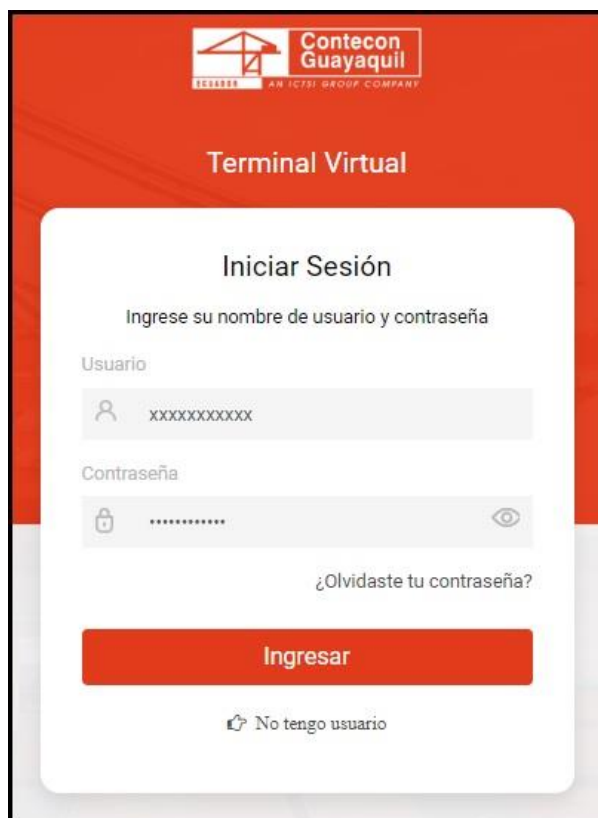 Contecon
Guayaquil
ECUADOR AN ICTSI GROUP COMPANY
Terminal Virtual
Iniciar Sesión
Ingrese su nombre de usuario y contraseña
Usuario
xxxxxxxxxxx
Contraseña
••••••••••••
¿Olvidaste tu contraseña?
Ingresar
No tengo usuario